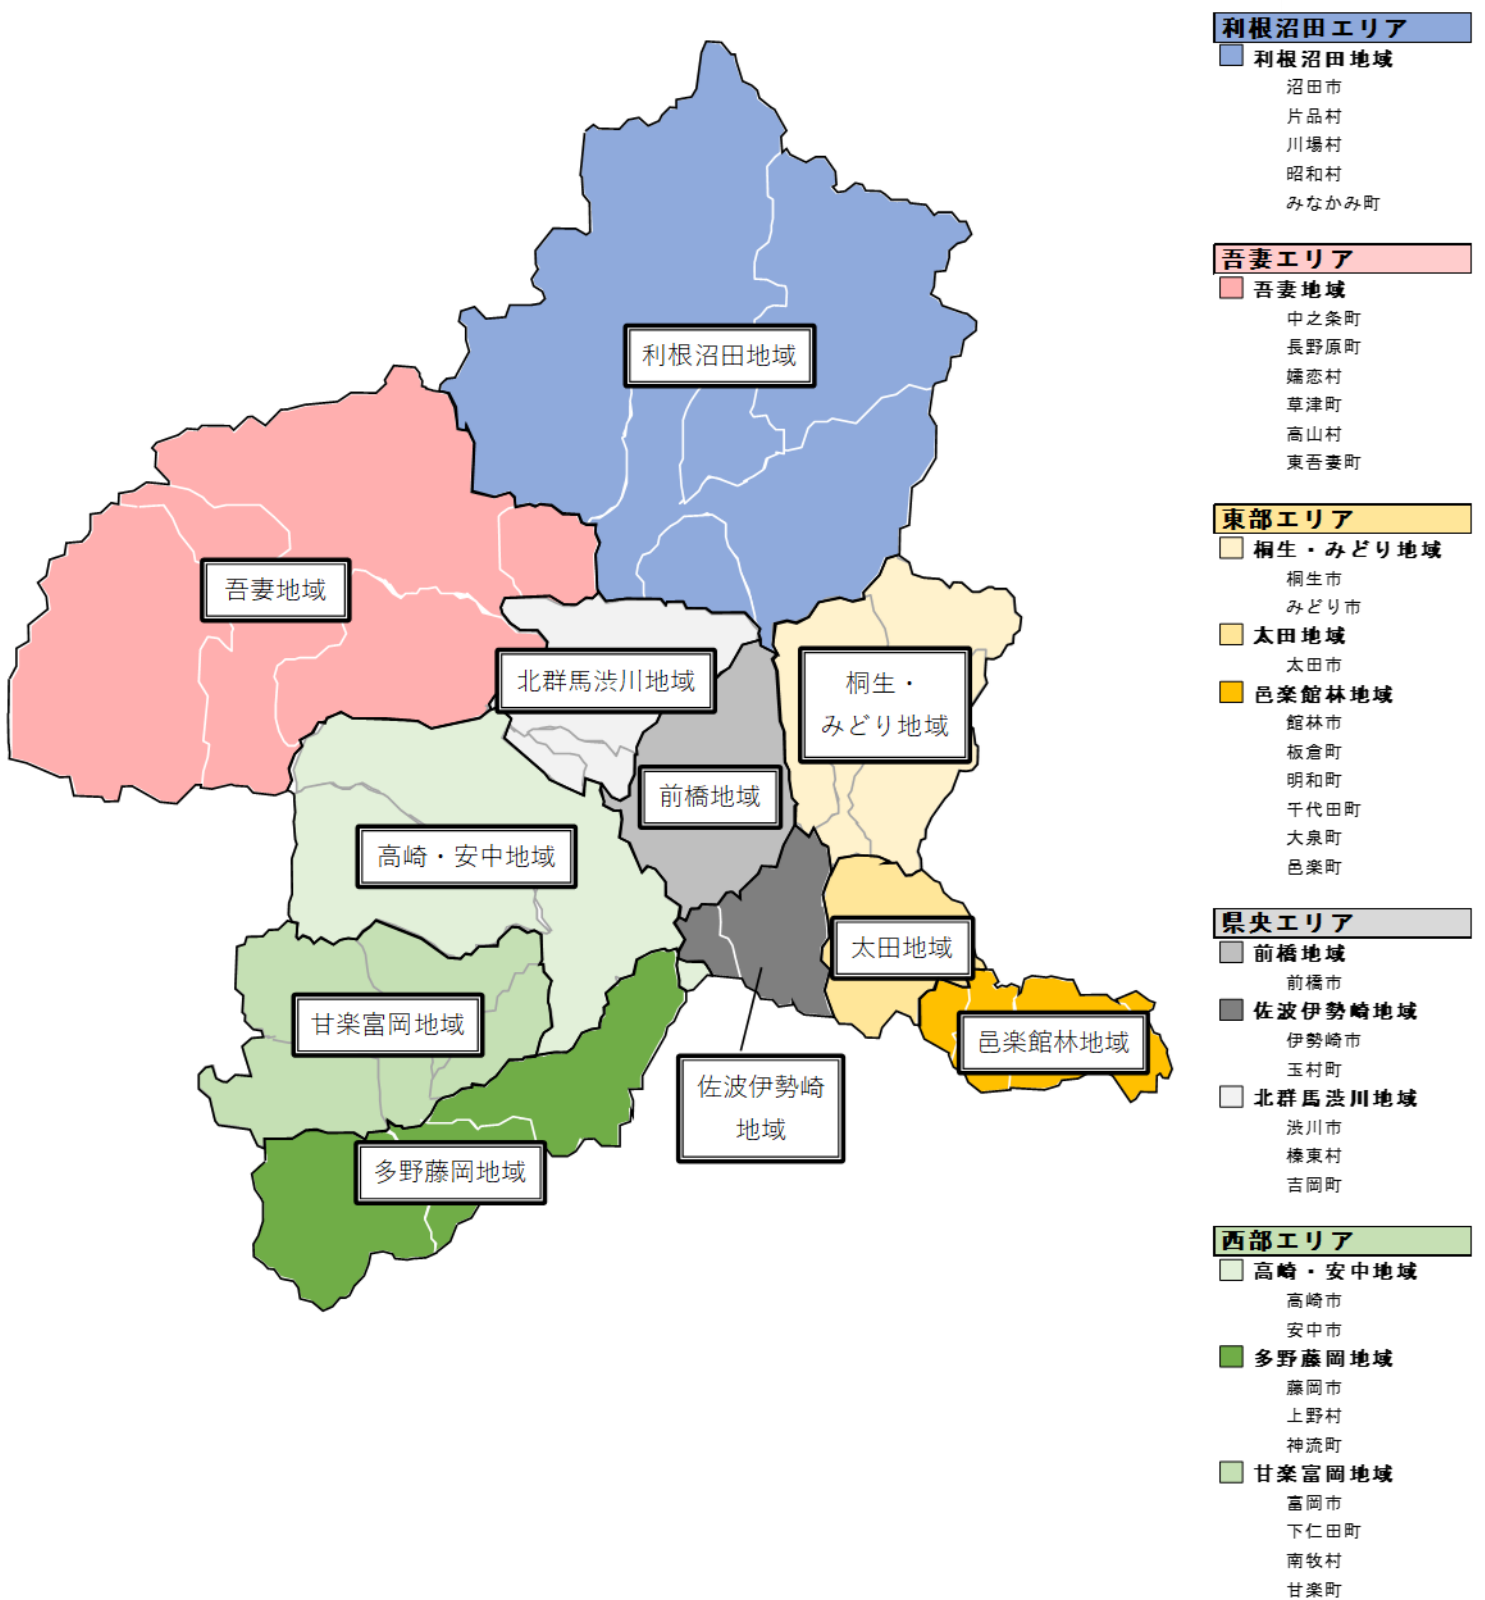 利根沼田地域
吾妻地域
北群馬渋川地域
桐生・
みどり地域
前橋地域
高崎・安中地域
太田地域
甘楽富岡地域
邑楽館林地域
佐波伊勢崎
地域
多野藤岡地域
利根沼田エリア
利根沼田地域
沼田市
片品村
川場村
昭和村
みなかみ町
吾妻エリア
吾妻地域
中之条町
長野原町
嬬恋村
草津町
高山村
東吾妻町
東部エリア
桐生・みどり地域
桐生市
みどり市
太田地域
太田市
邑楽館林地域
館林市
板倉町
明和町
千代田町
大泉町
邑楽町
県央エリア
前橋地域
前橋市
佐波伊勢崎地域
伊勢崎市
玉村町
北群馬渋川地域
渋川市
榛東村
吉岡町
西部エリア
高崎・安中地域
高崎市
安中市
多野藤岡地域
藤岡市
上野村
神流町
甘楽富岡地域
富岡市
下仁田町
南牧村
甘楽町